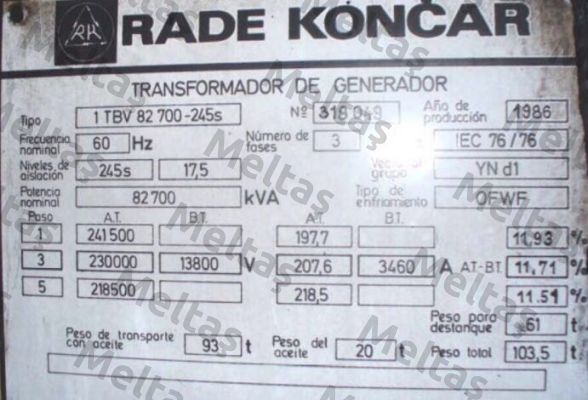 RK RADE KONČAR
TRANSFORMADOR DE GENERADOR
Tipo 1 TBV 82 700-245s Nº 318 049 Año de producción 1986
Frecuencia nominal 60 Hz Número de fases 3 IEC 76/76
Niveles de aislación 245s 17,5 grupo YN d1
Potencia nominal 82700 kVA Tipo de enfriamiento OFWF
Paso A.T. B.T. A.T. B.T.
1 241500 197,7 11.93 %
3 230000 13800 V 207,6 3460 A AT-BT 11.71 %
5 218500 218,5 11.51 %
Peso para destanque 61 t
Peso de transporte con aceite 93 t Peso del aceite 20 t Peso total 103,5 t
Meltaş